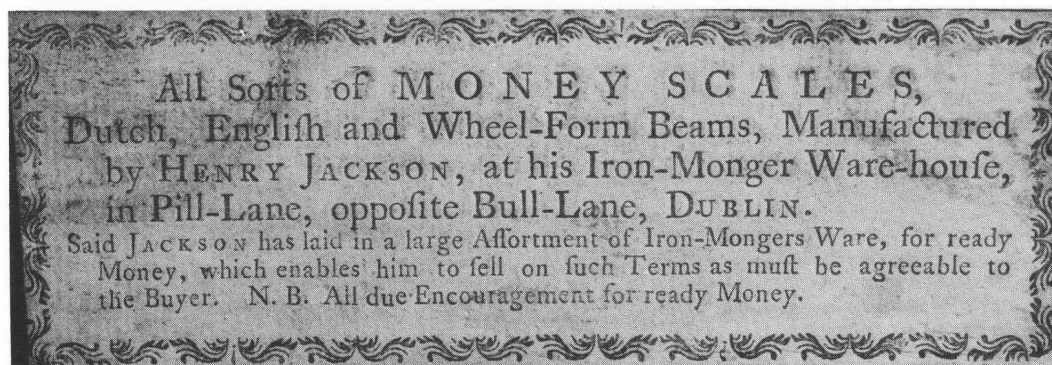 All Sorts of MONEY SCALES,
Dutch, Engliſh and Wheel-Form Beams, Manufactured
by HENRY JACKSON, at his Iron-Monger Ware-houſe,
in Pill-Lane, oppoſite Bull-Lane, DUBLIN.
Said JACKSON has laid in a large Aſſortment of Iron-Mongers Ware, for ready
Money, which enables him to ſell on ſuch Terms as muſt be agreeable to
the Buyer. N. B. All due Encouragement for ready Money.